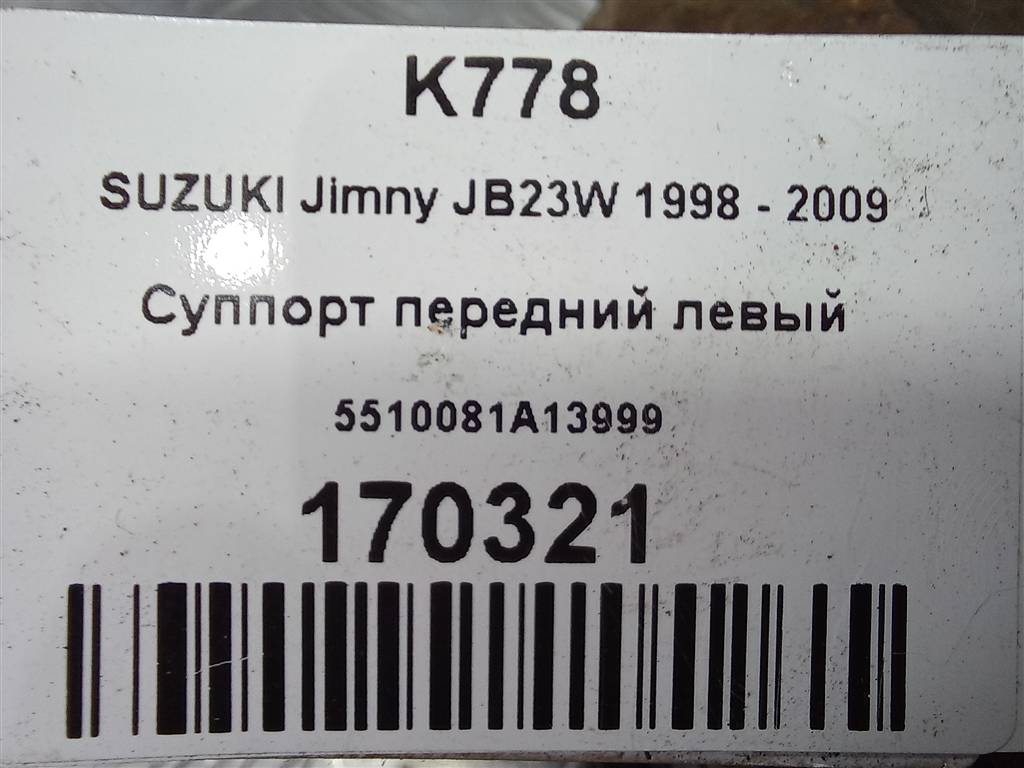 K778
SUZUKI Jimny JB23W 1998 - 2009
Суппорт передний левый
5510081A13999
170321